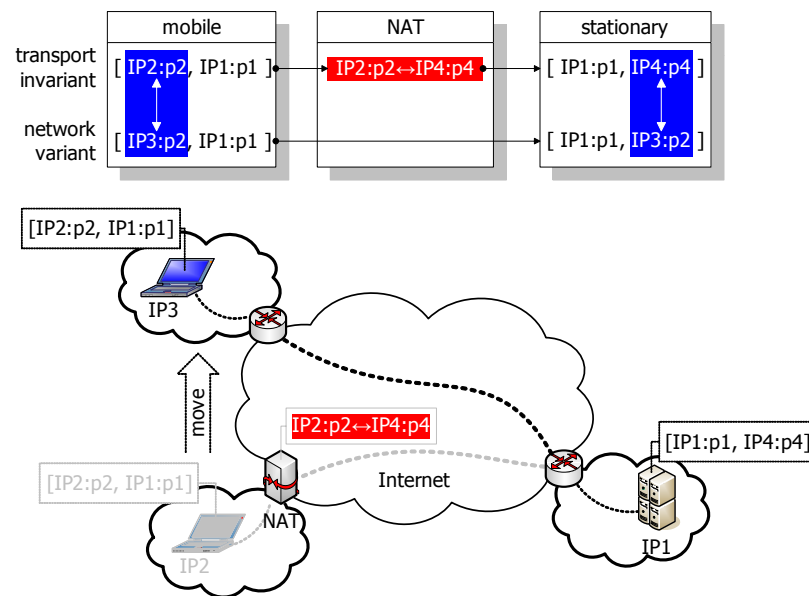 mobile NAT stationary
transport invariant [ IP2:p2, IP1:p1 ] IP2:p2↔IP4:p4 [ IP1:p1, IP4:p4 ]
network variant [ IP3:p2, IP1:p1 ] [ IP1:p1, IP3:p2 ]
[IP2:p2, IP1:p1]
IP3
move
IP2:p2↔IP4:p4
[IP1:p1, IP4:p4]
[IP2:p2, IP1:p1]
Internet
NAT
IP2
IP1